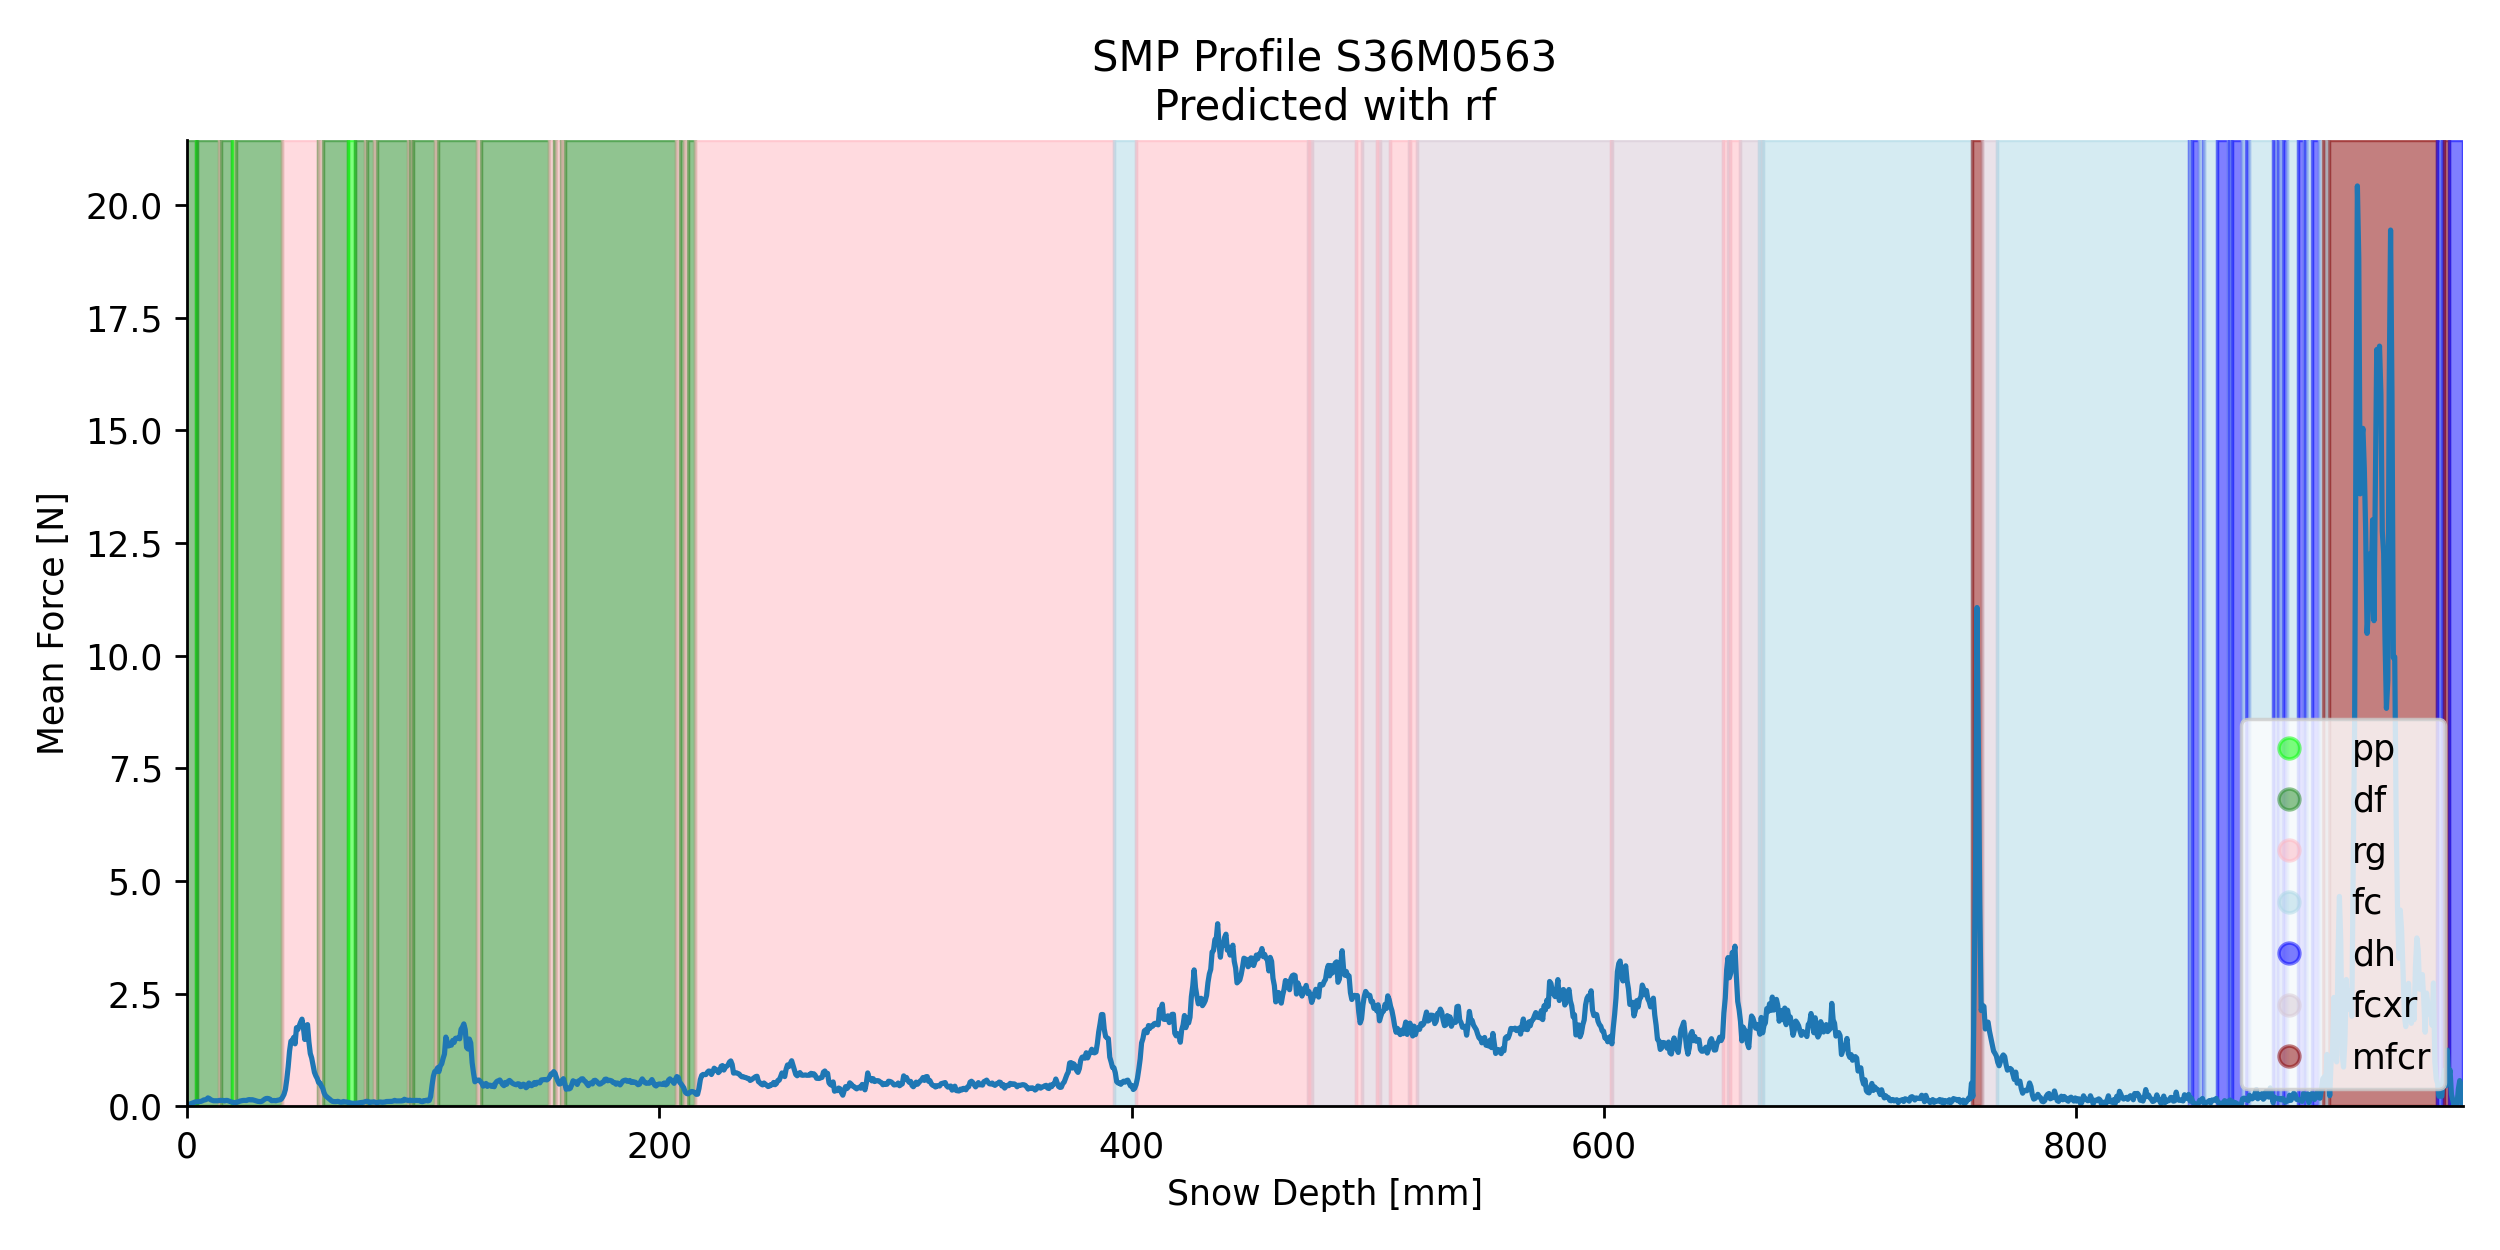 SMP Profile S36M0563
Predicted with rf
Mean Force [N]
20.0
17.5
15.0
12.5
10.0
7.5
5.0
2.5
0.0
0 200 400 600 800
Snow Depth [mm]
pp
df
rg
fc
dh
fcxr
mfcr